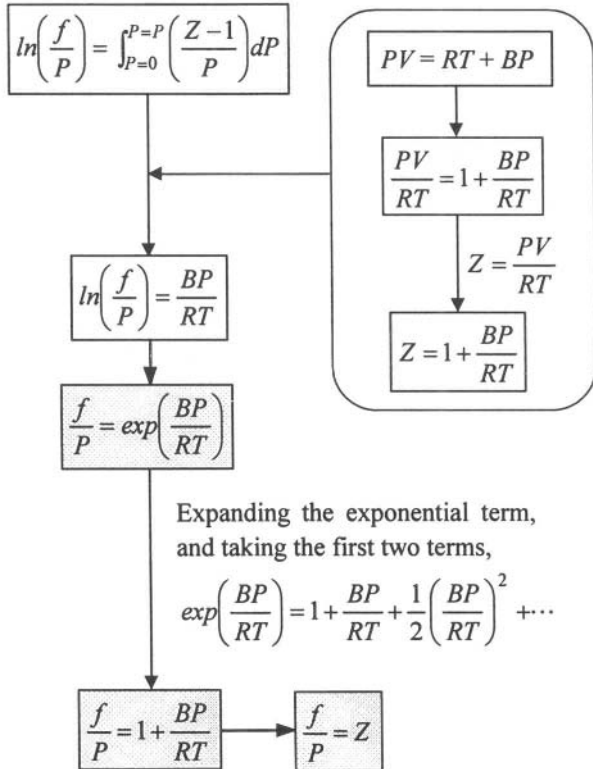 ln(f/P) = ∫_{P=0}^{P=P} ((Z−1)/P) dP
PV = RT + BP
PV/RT = 1 + BP/RT
Z = PV/RT
Z = 1 + BP/RT
ln(f/P) = BP/RT
f/P = exp(BP/RT)
Expanding the exponential term,
and taking the first two terms,
exp(BP/RT) = 1 + BP/RT + 1/2 (BP/RT)² + ⋯
f/P = 1 + BP/RT
f/P = Z